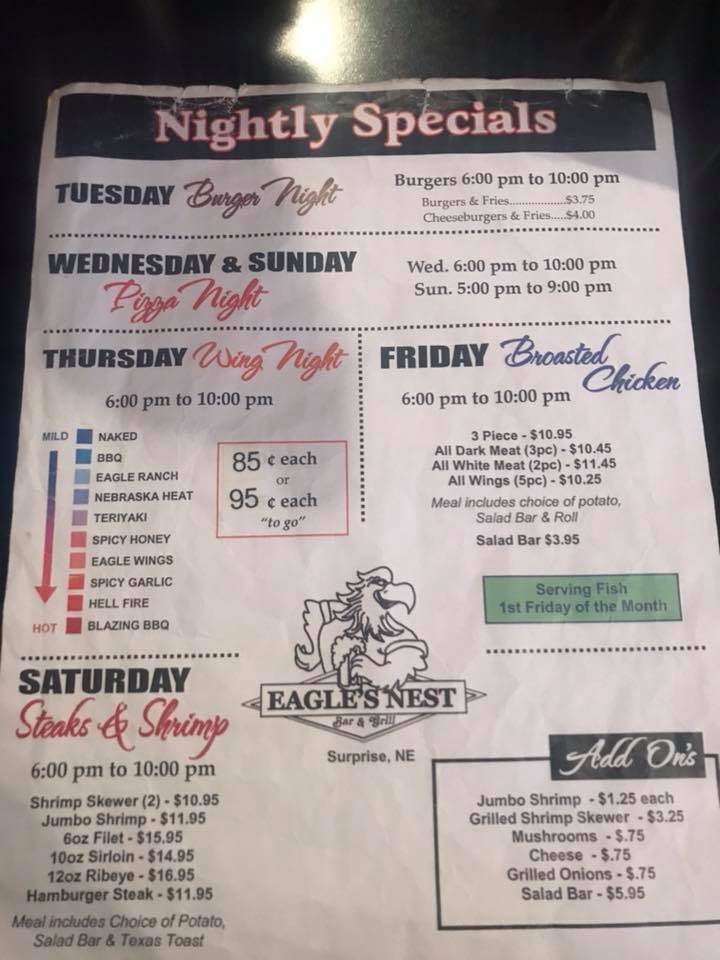 Nightly Specials
TUESDAY Burger Night
Burgers 6:00 pm to 10:00 pm
Burgers & Fries.................$3.75
Cheeseburgers & Fries.....$4.00
WEDNESDAY & SUNDAY
Pizza Night
Wed. 6:00 pm to 10:00 pm
Sun. 5:00 pm to 9:00 pm
THURSDAY Wing Night
6:00 pm to 10:00 pm
MILD
NAKED
BBQ
EAGLE RANCH
NEBRASKA HEAT
TERIYAKI
SPICY HONEY
EAGLE WINGS
SPICY GARLIC
HELL FIRE
HOT
BLAZING BBQ
85 ¢ each
or
95 ¢ each
"to go"
FRIDAY Broasted
Chicken
6:00 pm to 10:00 pm
3 Piece - $10.95
All Dark Meat (3pc) - $10.45
All White Meat (2pc) - $11.45
All Wings (5pc) - $10.25
Meal includes choice of potato,
Salad Bar & Roll
Salad Bar $3.95
Serving Fish
1st Friday of the Month
EAGLE'S NEST
Bar & Grill
Surprise, NE
SATURDAY
Steaks & Shrimp
6:00 pm to 10:00 pm
Shrimp Skewer (2) - $10.95
Jumbo Shrimp - $11.95
6oz Filet - $15.95
10oz Sirloin - $14.95
12oz Ribeye - $16.95
Hamburger Steak - $11.95
Meal includes Choice of Potato,
Salad Bar & Texas Toast
Add On's
Jumbo Shrimp - $1.25 each
Grilled Shrimp Skewer - $3.25
Mushrooms - $.75
Cheese - $.75
Grilled Onions - $.75
Salad Bar - $5.95